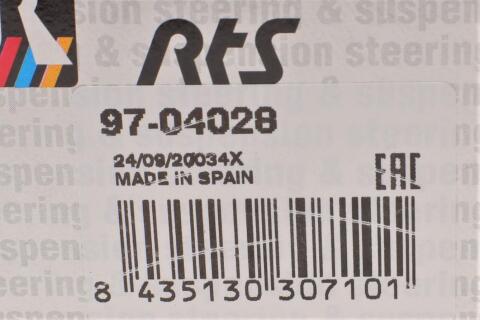 RTS
97-04028
24/09/20034X
MADE IN SPAIN
EAC
8 435130 307101